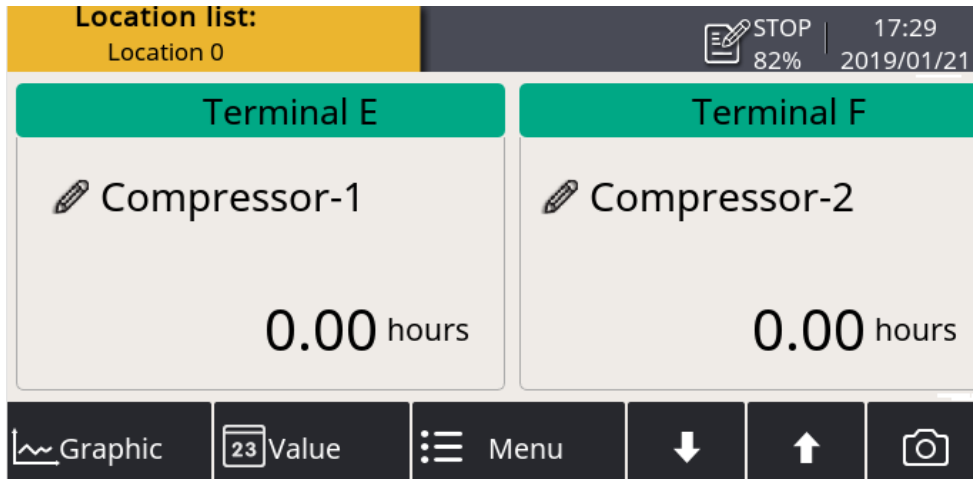 Location list:
Location 0
STOP
82%
17:29
2019/01/21
Terminal E
Terminal F
Compressor-1
Compressor-2
0.00 hours
0.00 hours
Graphic
23 Value
Menu